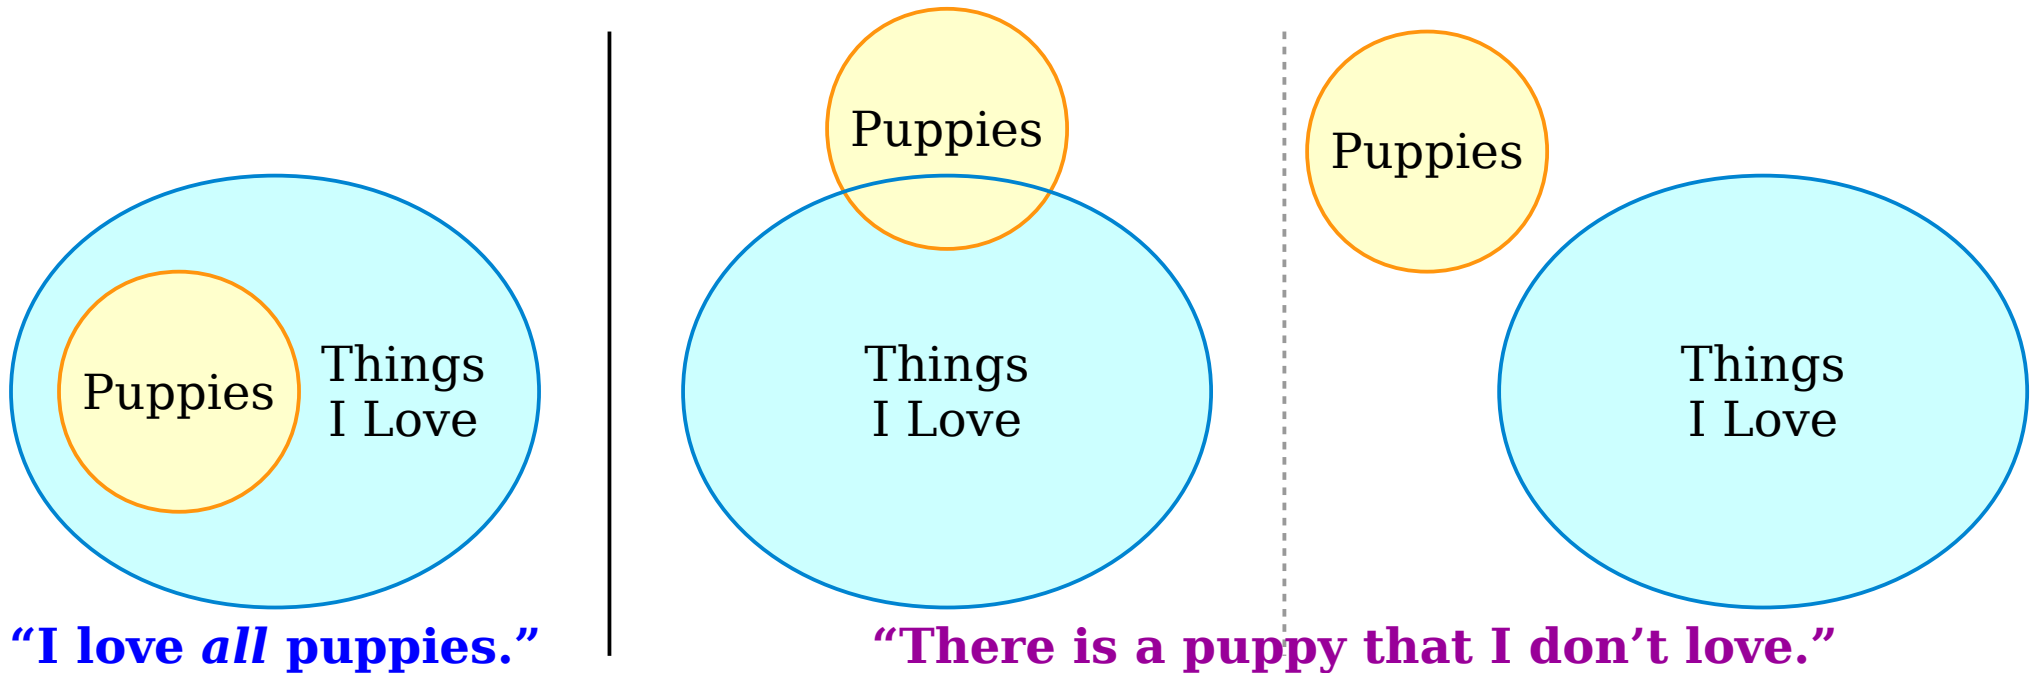 Puppies
Things
I Love
“I love all puppies.”
Puppies
Things
I Love
Puppies
Things
I Love
“There is a puppy that I don’t love.”